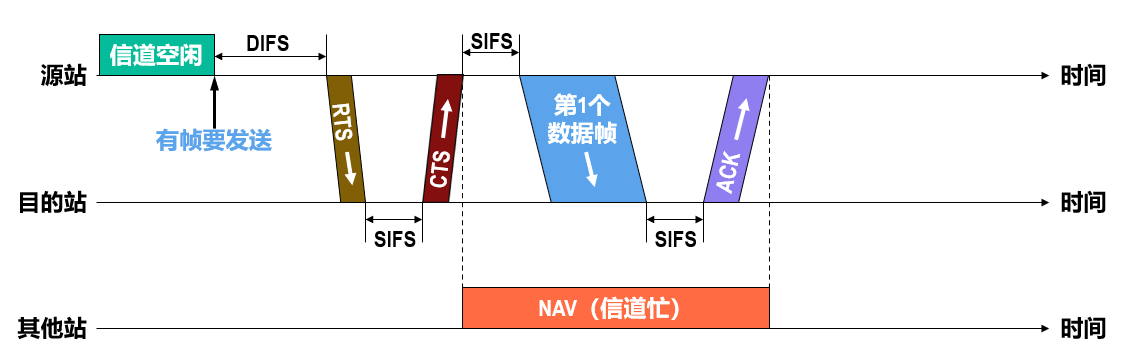 信道空闲
DIFS
SIFS
源站
时间
有帧要发送
RTS
CTS
第1个
数据帧
ACK
目的站
时间
SIFS
SIFS
NAV（信道忙）
其他站
时间